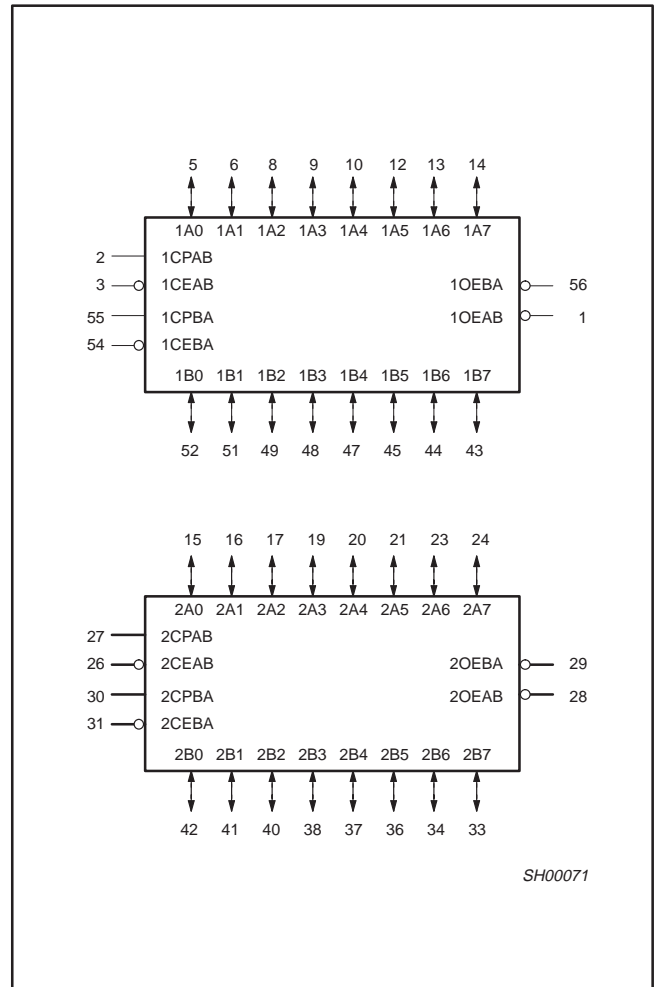 5 6 8 9 10 12 13 14
1A0 1A1 1A2 1A3 1A4 1A5 1A6 1A7
2 1CPAB
3 1CEAB 1OEBA 56
55 1CPBA 1OEAB 1
54 1CEBA
1B0 1B1 1B2 1B3 1B4 1B5 1B6 1B7
52 51 49 48 47 45 44 43
15 16 17 19 20 21 23 24
2A0 2A1 2A2 2A3 2A4 2A5 2A6 2A7
27 2CPAB
26 2CEAB 2OEBA 29
30 2CPBA 2OEAB 28
31 2CEBA
2B0 2B1 2B2 2B3 2B4 2B5 2B6 2B7
42 41 40 38 37 36 34 33
SH00071